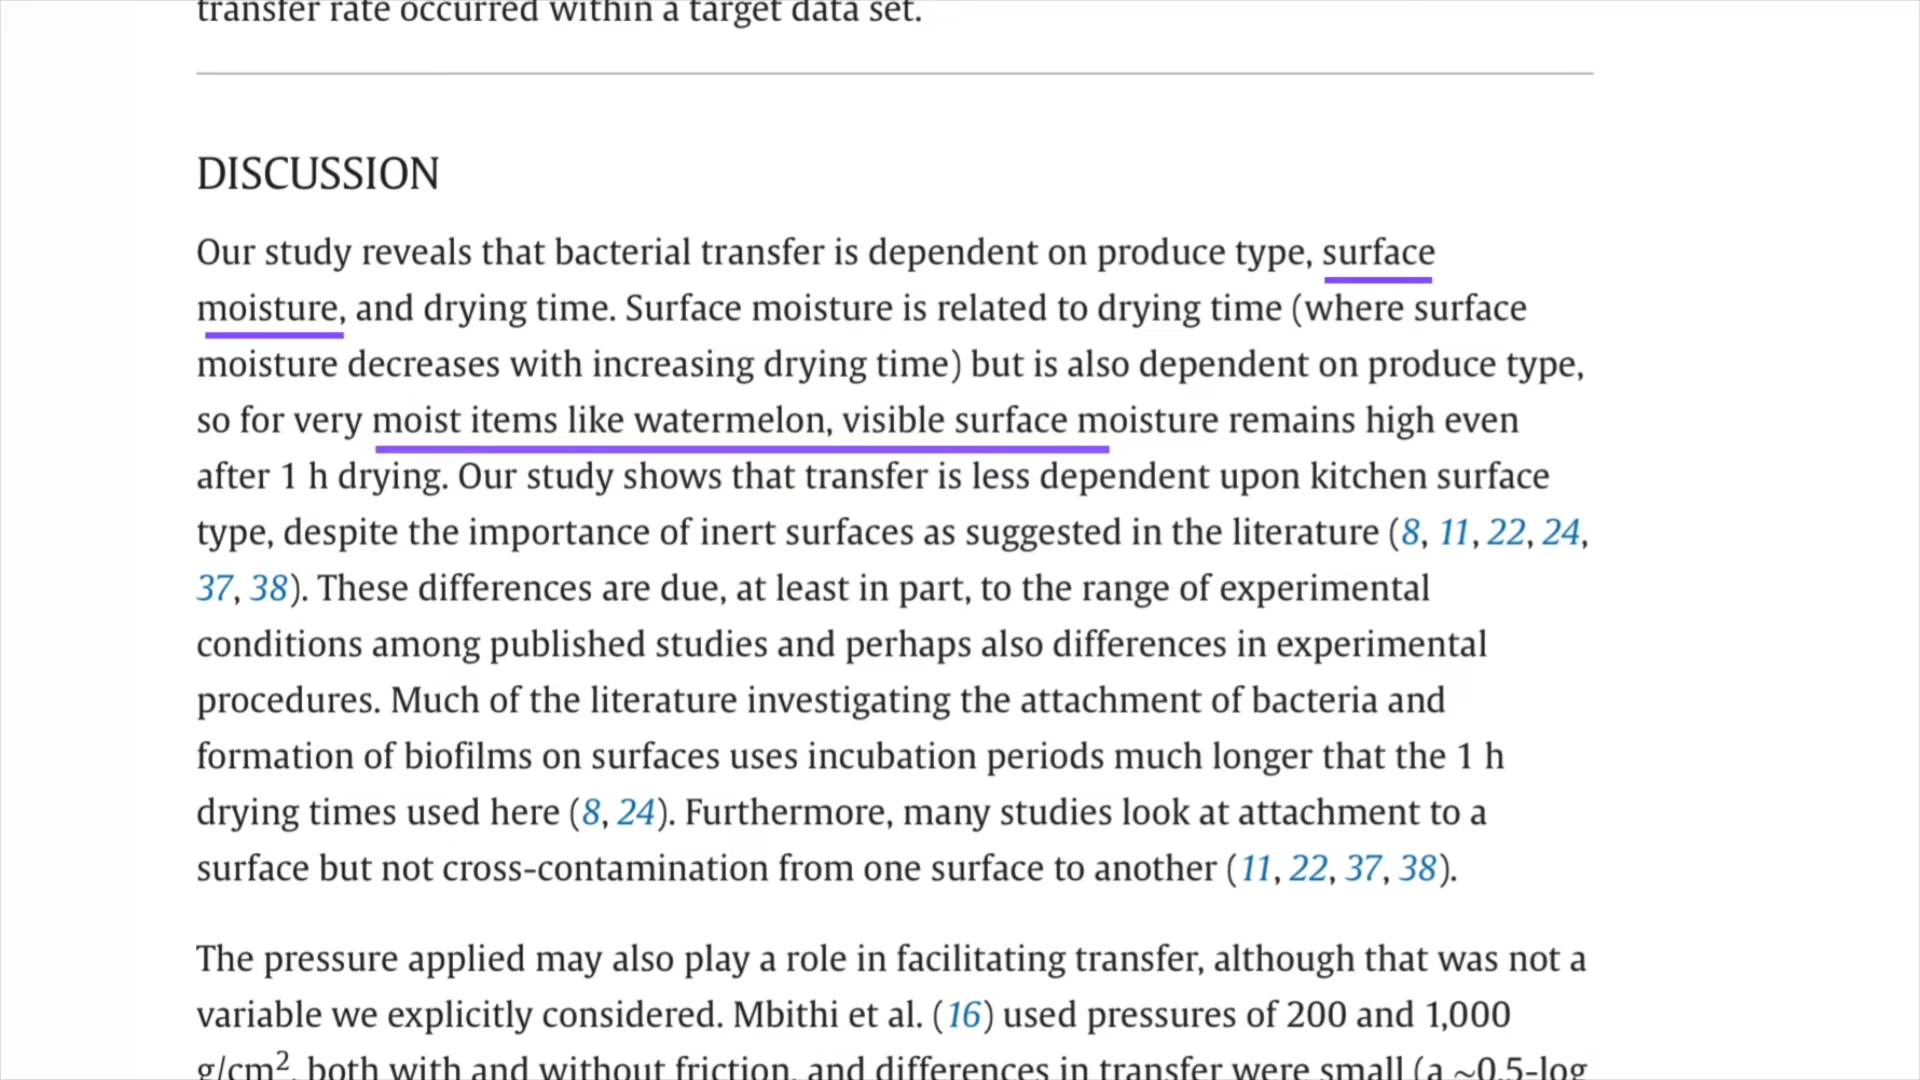 transfer rate occurred within a target data set.
DISCUSSION
Our study reveals that bacterial transfer is dependent on produce type, surface
moisture, and drying time. Surface moisture is related to drying time (where surface
moisture decreases with increasing drying time) but is also dependent on produce type,
so for very moist items like watermelon, visible surface moisture remains high even
after 1 h drying. Our study shows that transfer is less dependent upon kitchen surface
type, despite the importance of inert surfaces as suggested in the literature (8, 11, 22, 24,
37, 38). These differences are due, at least in part, to the range of experimental
conditions among published studies and perhaps also differences in experimental
procedures. Much of the literature investigating the attachment of bacteria and
formation of biofilms on surfaces uses incubation periods much longer that the 1 h
drying times used here (8, 24). Furthermore, many studies look at attachment to a
surface but not cross-contamination from one surface to another (11, 22, 37, 38).
The pressure applied may also play a role in facilitating transfer, although that was not a
variable we explicitly considered. Mbithi et al. (16) used pressures of 200 and 1,000
g/cm², both with and without friction, and differences in transfer were small (a ~0.5-log